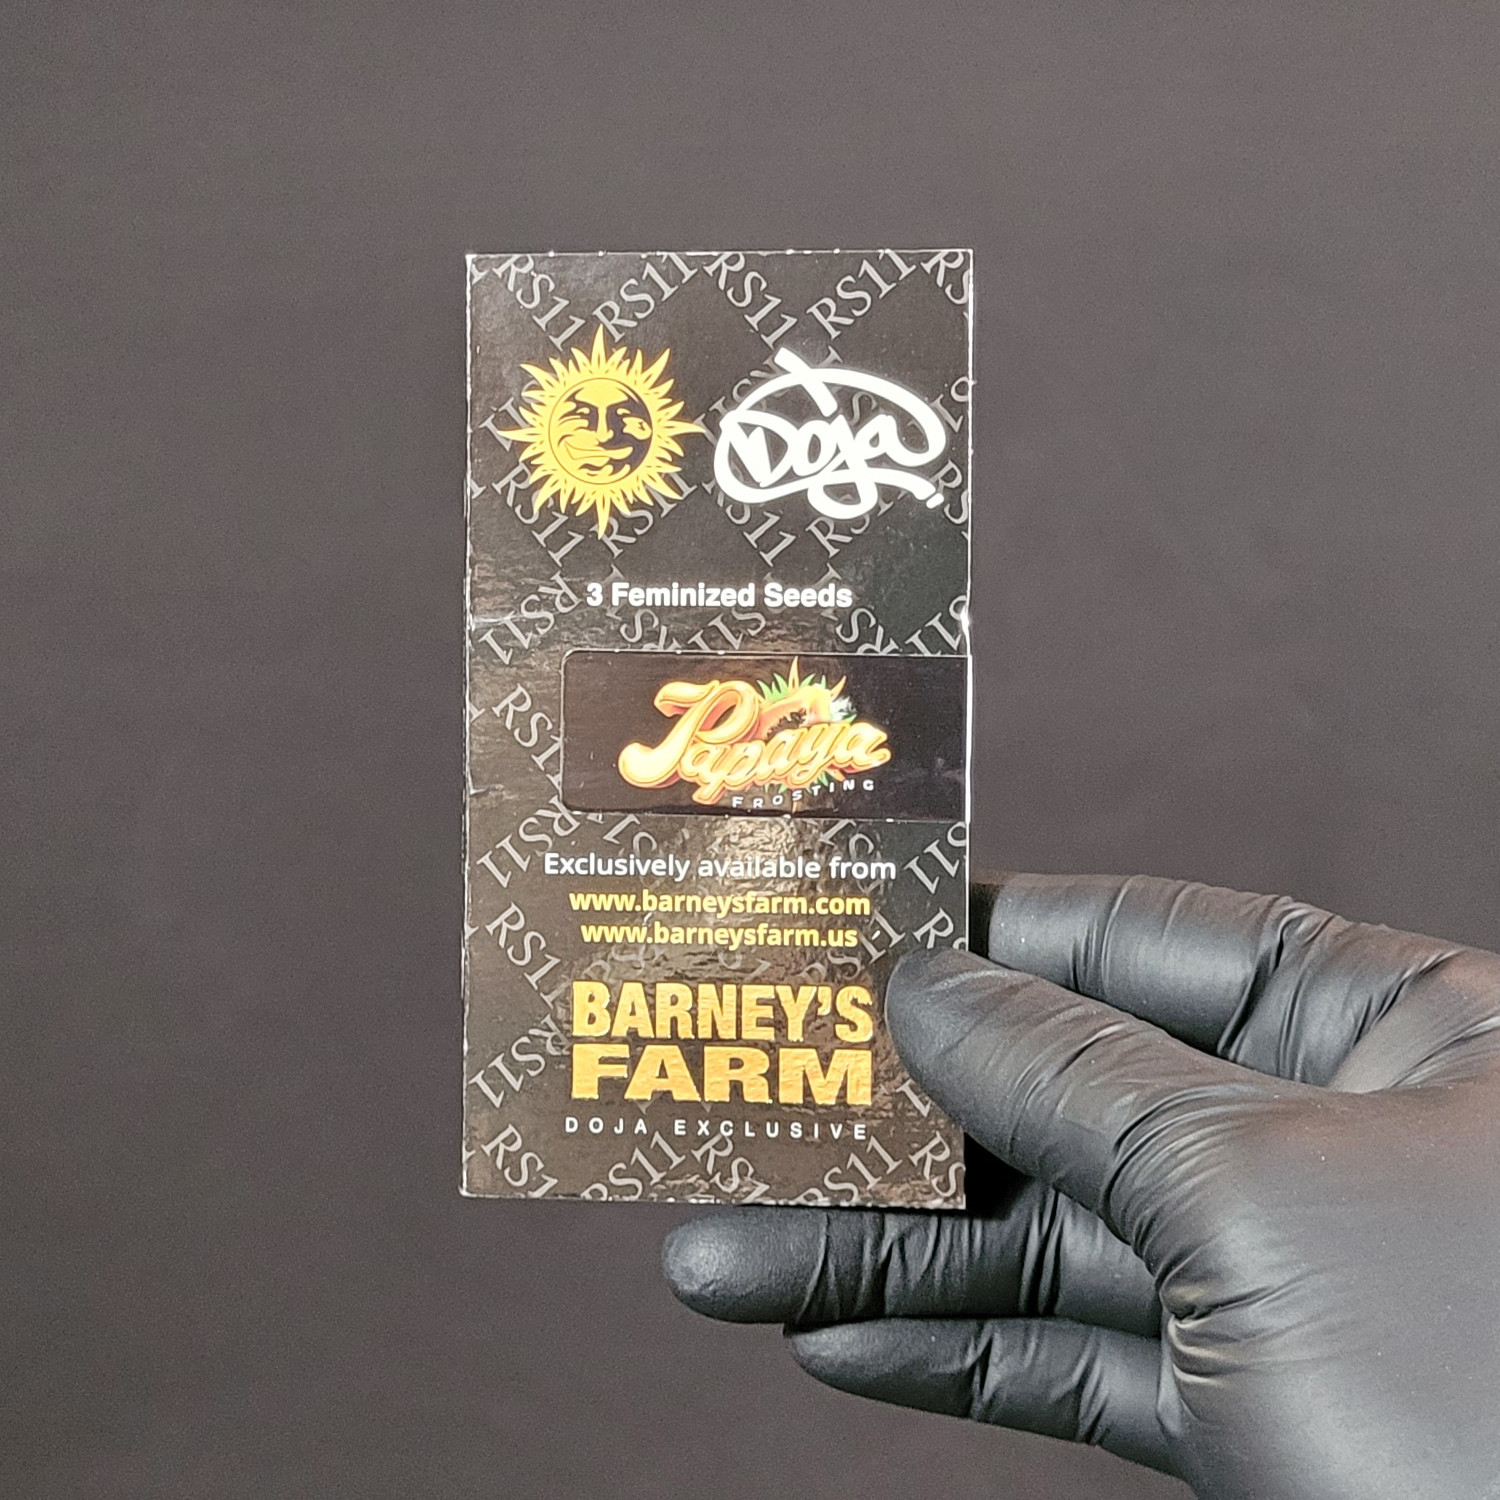 Doja
3 Feminized Seeds
Papaya
FROSTING
Exclusively available from
www.barneysfarm.com
www.barneysfarm.us
BARNEY'S
FARM
DOJA EXCLUSIVE
RS11